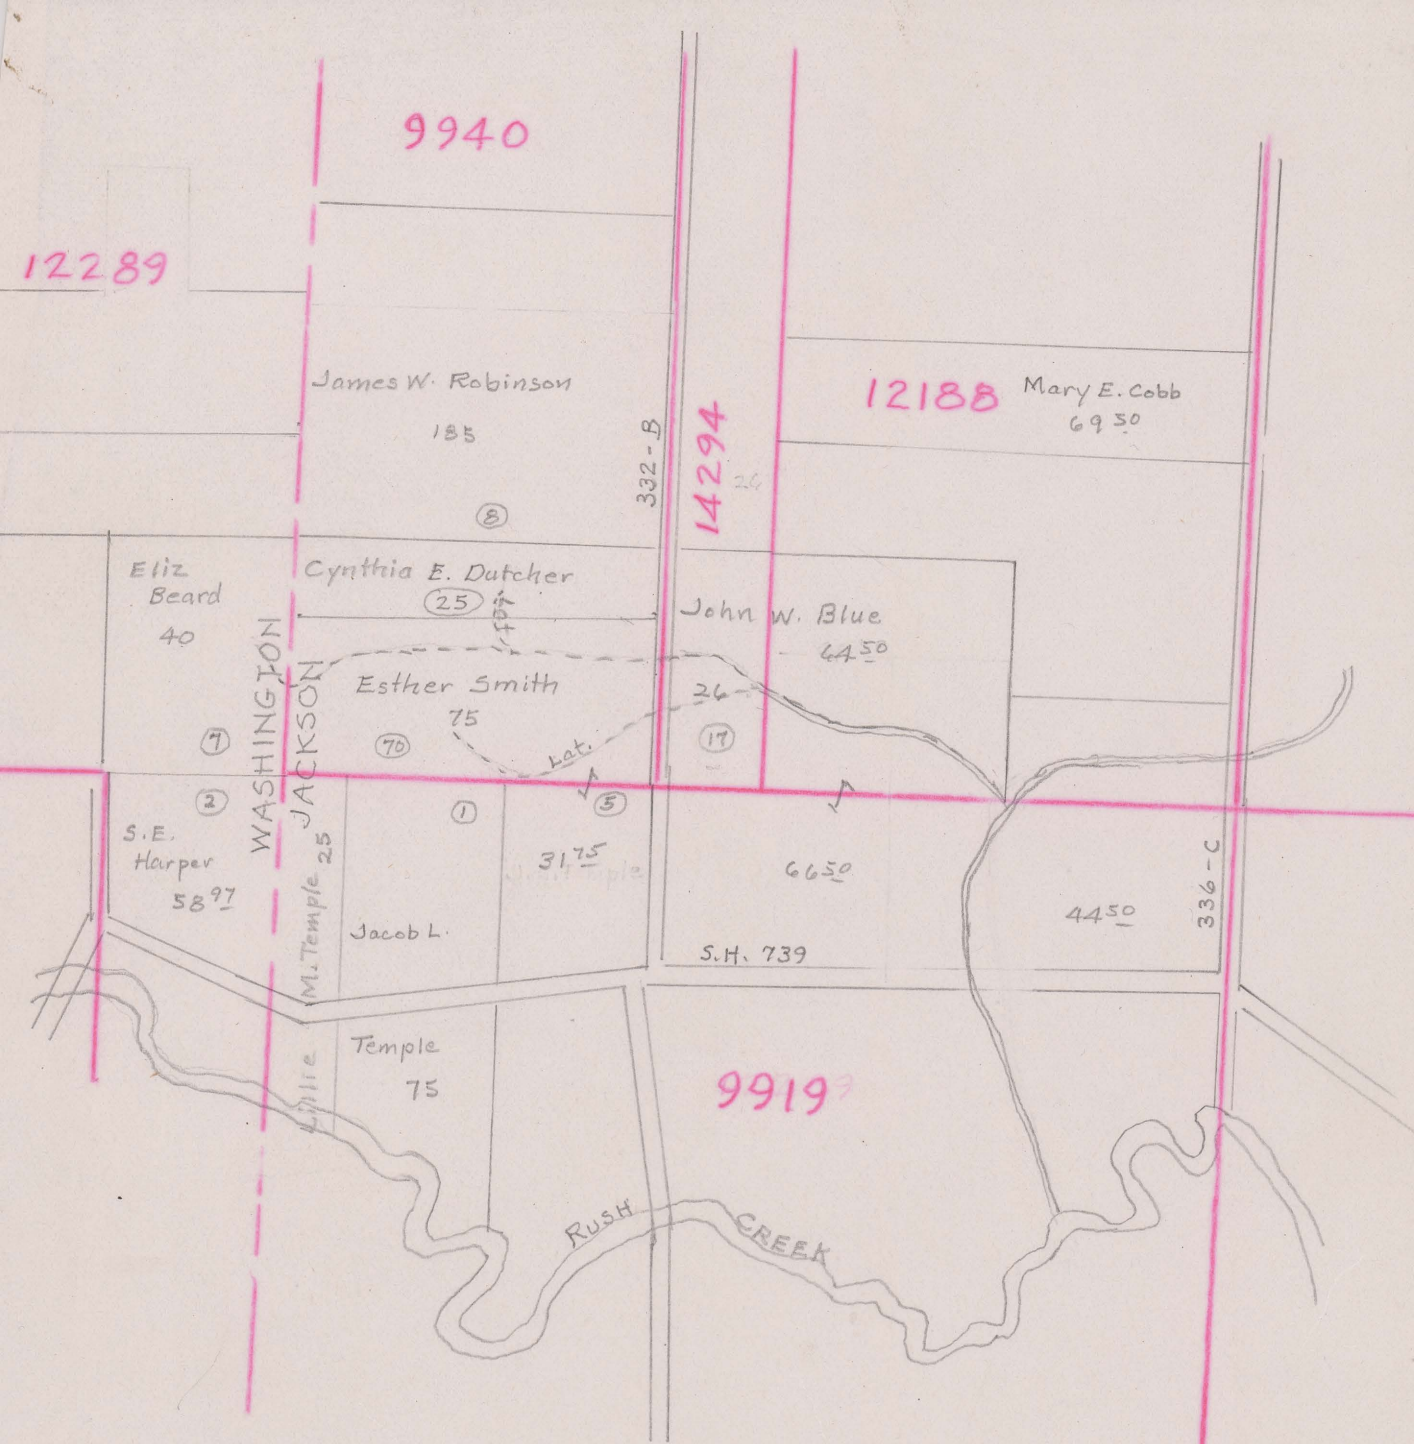 9940
12289
James W. Robinson
185
8
332-B
14294
26
12188
Mary E. Cobb
69 50
Eliz
Beard
40
7
Cynthia E. Dutcher
25
Esther Smith
75
70
Lat.
John W. Blue
64 50
26
17
WASHINGTON
JACKSON
2
S.E.
Harper
58 97
Lillie M. Temple 25
1
5
31 75
Jacob L.
Temple
75
66 50
44 50
336-C
S.H. 739
9919
RUSH CREEK